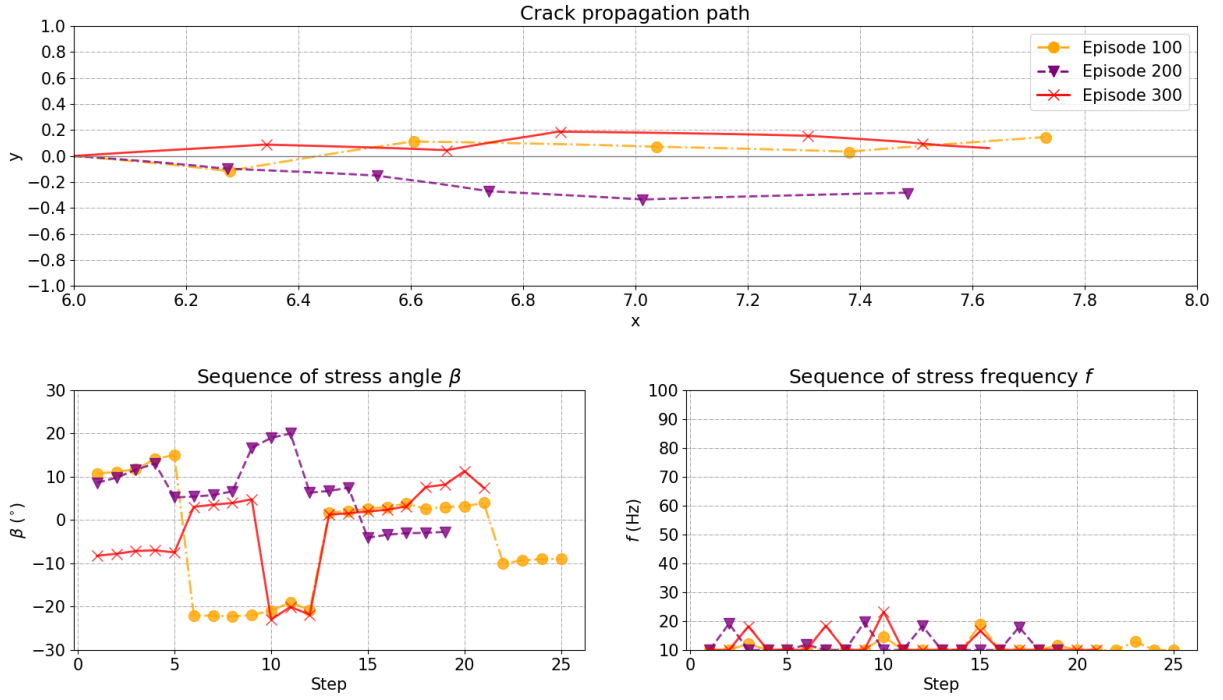 Crack propagation path
1.0
0.8
0.6
0.4
0.2
0.0
−0.2
−0.4
−0.6
−0.8
−1.0
y
6.0 6.2 6.4 6.6 6.8 7.0 7.2 7.4 7.6 7.8 8.0
x
Episode 100
Episode 200
Episode 300
Sequence of stress angle β
30
20
10
0
−10
−20
−30
β (°)
5 10 15 20 25
Step
Sequence of stress frequency f
100
90
80
70
60
50
40
30
20
10
f (Hz)
5 10 15 20 25
Step